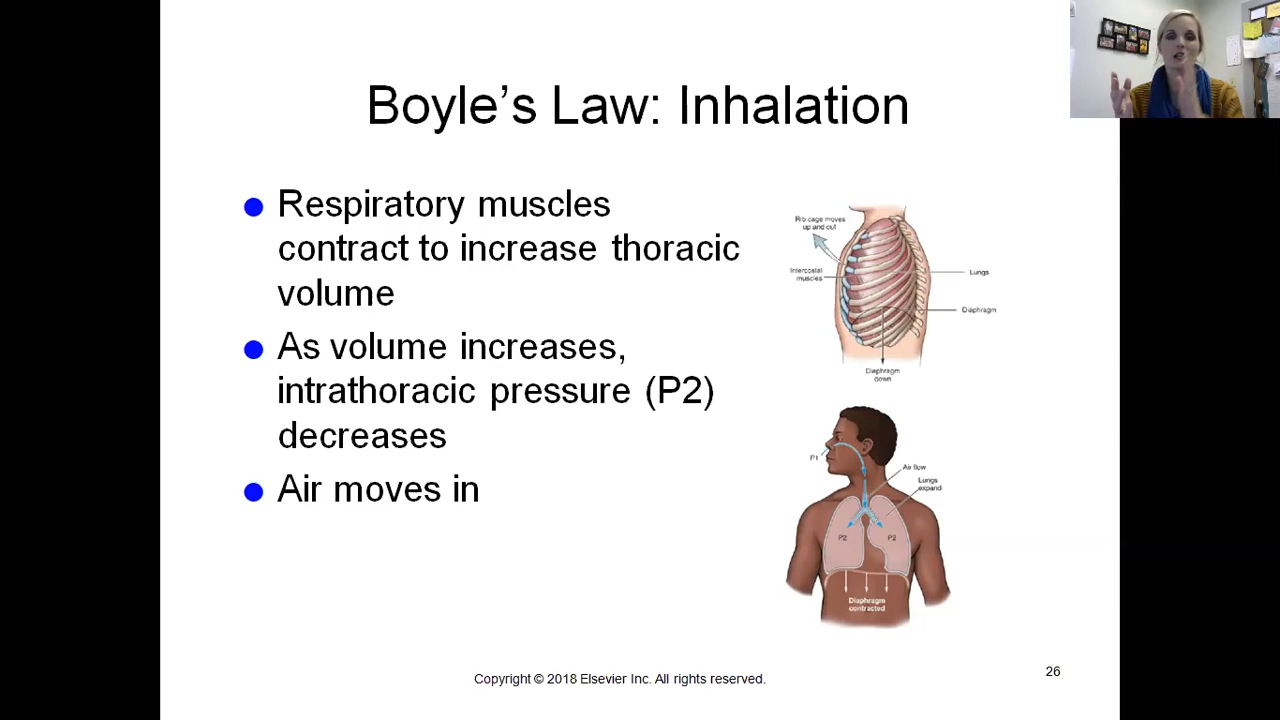 Boyle's Law: Inhalation
● Respiratory muscles
contract to increase thoracic
volume
● As volume increases,
intrathoracic pressure (P2)
decreases
● Air moves in
Rib cage moves
up and out
Intercostal
muscles
Lungs
Diaphragm
Diaphragm
down
P1
Air flow
Lungs
expand
P2
P2
Diaphragm
contracted
Copyright © 2018 Elsevier Inc. All rights reserved.
26